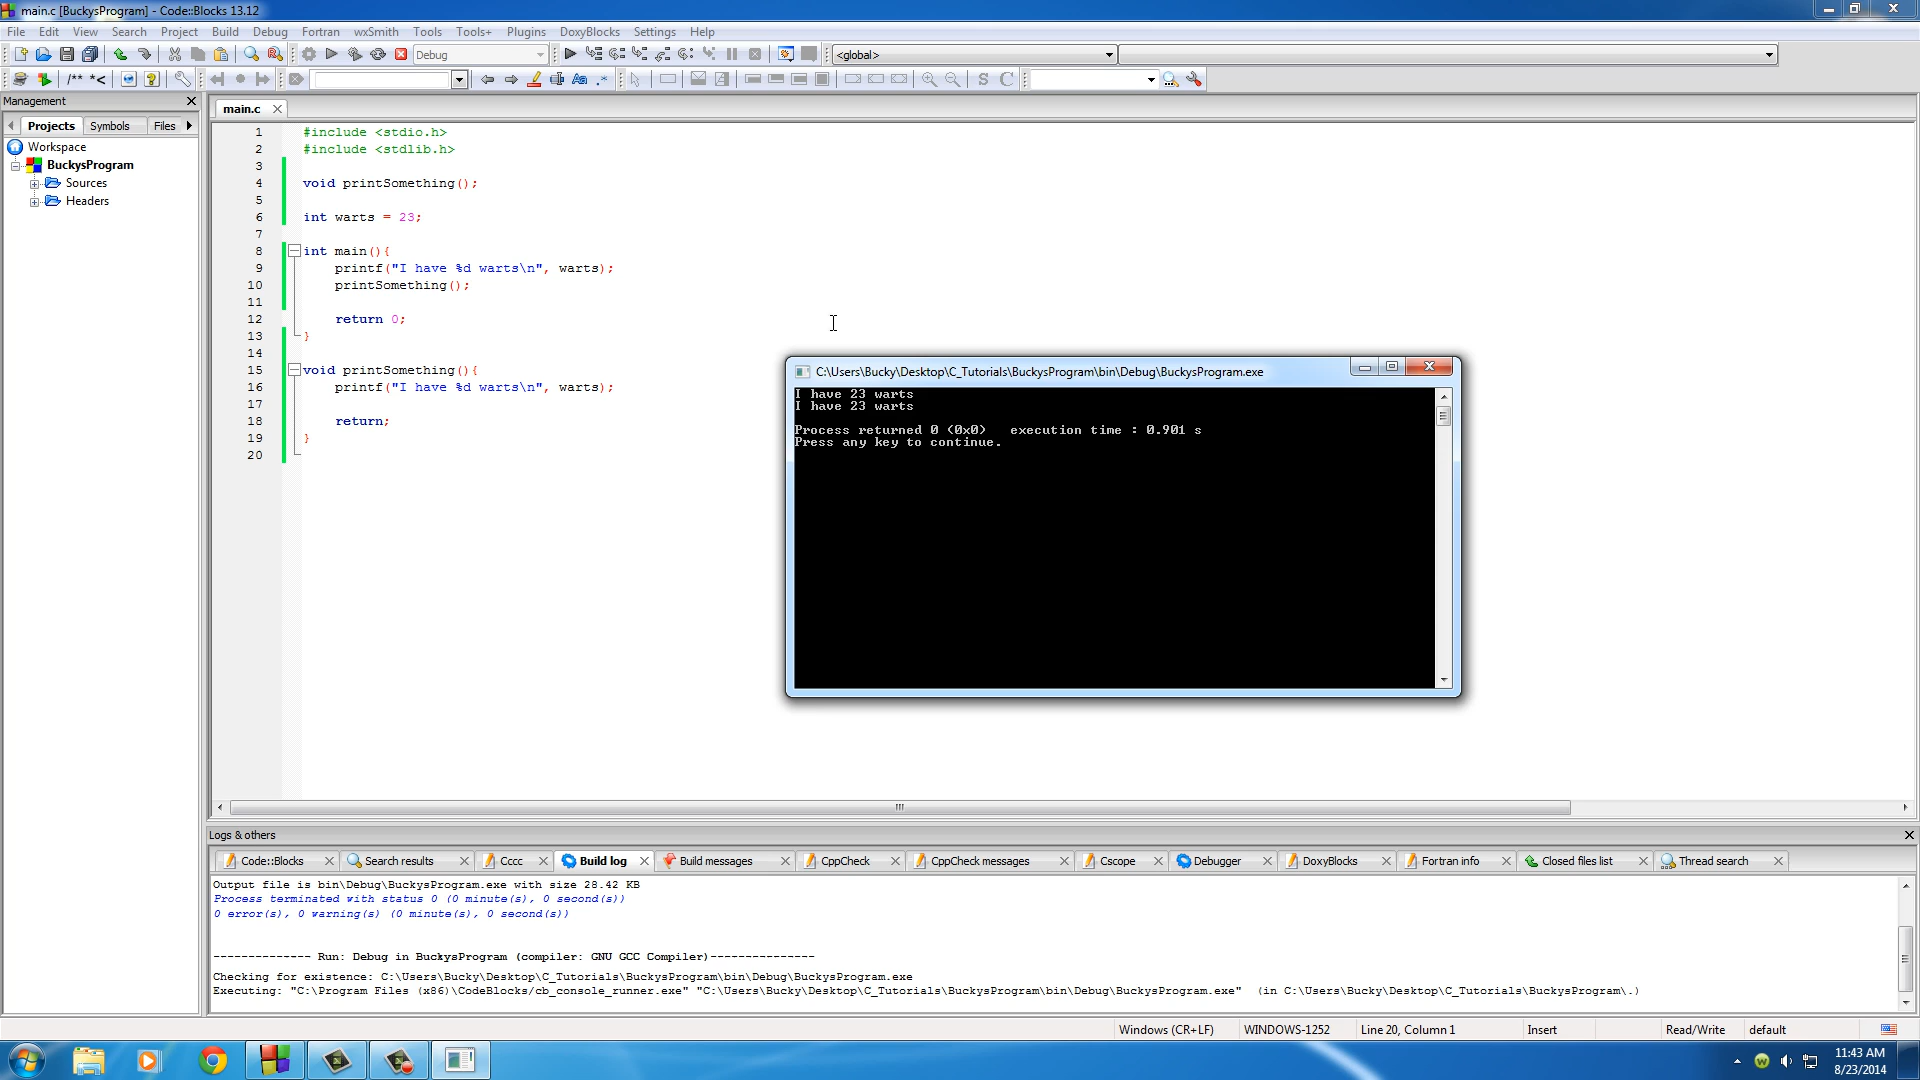 main.c [BuckysProgram] - Code::Blocks 13.12
File Edit View Search Project Build Debug Fortran wxSmith Tools Tools+ Plugins DoxyBlocks Settings Help
Debug
<global>
/** *<
Aa .*
S C
Management
main.c
Projects Symbols Files
Workspace
BuckysProgram
Sources
Headers
1 #include <stdio.h>
2 #include <stdlib.h>
3
4 void printSomething();
5
6 int warts = 23;
7
8 int main(){
9 printf("I have %d warts\n", warts);
10 printSomething();
11
12 return 0;
13 }
14
15 void printSomething(){
16 printf("I have %d warts\n", warts);
17
18 return;
19 }
20
C:\Users\Bucky\Desktop\C_Tutorials\BuckysProgram\bin\Debug\BuckysProgram.exe
I have 23 warts
I have 23 warts
Process returned 0 (0x0) execution time : 0.901 s
Press any key to continue.
Logs & others
Code::Blocks Search results Cccc Build log Build messages CppCheck CppCheck messages Cscope Debugger DoxyBlocks Fortran info Closed files list Thread search
Output file is bin\Debug\BuckysProgram.exe with size 28.42 KB
Process terminated with status 0 (0 minute(s), 0 second(s))
0 error(s), 0 warning(s) (0 minute(s), 0 second(s))
-------------- Run: Debug in BuckysProgram (compiler: GNU GCC Compiler)---------------
Checking for existence: C:\Users\Bucky\Desktop\C_Tutorials\BuckysProgram\bin\Debug\BuckysProgram.exe
Executing: "C:\Program Files (x86)\CodeBlocks/cb_console_runner.exe" "C:\Users\Bucky\Desktop\C_Tutorials\BuckysProgram\bin\Debug\BuckysProgram.exe" (in C:\Users\Bucky\Desktop\C_Tutorials\BuckysProgram\.)
Windows (CR+LF) WINDOWS-1252 Line 20, Column 1 Insert Read/Write default
11:43 AM
8/23/2014